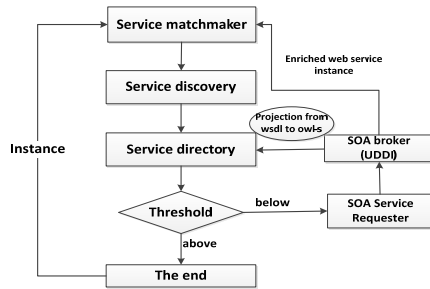 Service matchmaker
Enriched web service
instance
Service discovery
Projection from
wsdl to owl-s
Instance
Service directory
SOA broker
(UDDI)
Threshold
below
SOA Service
Requester
above
The end